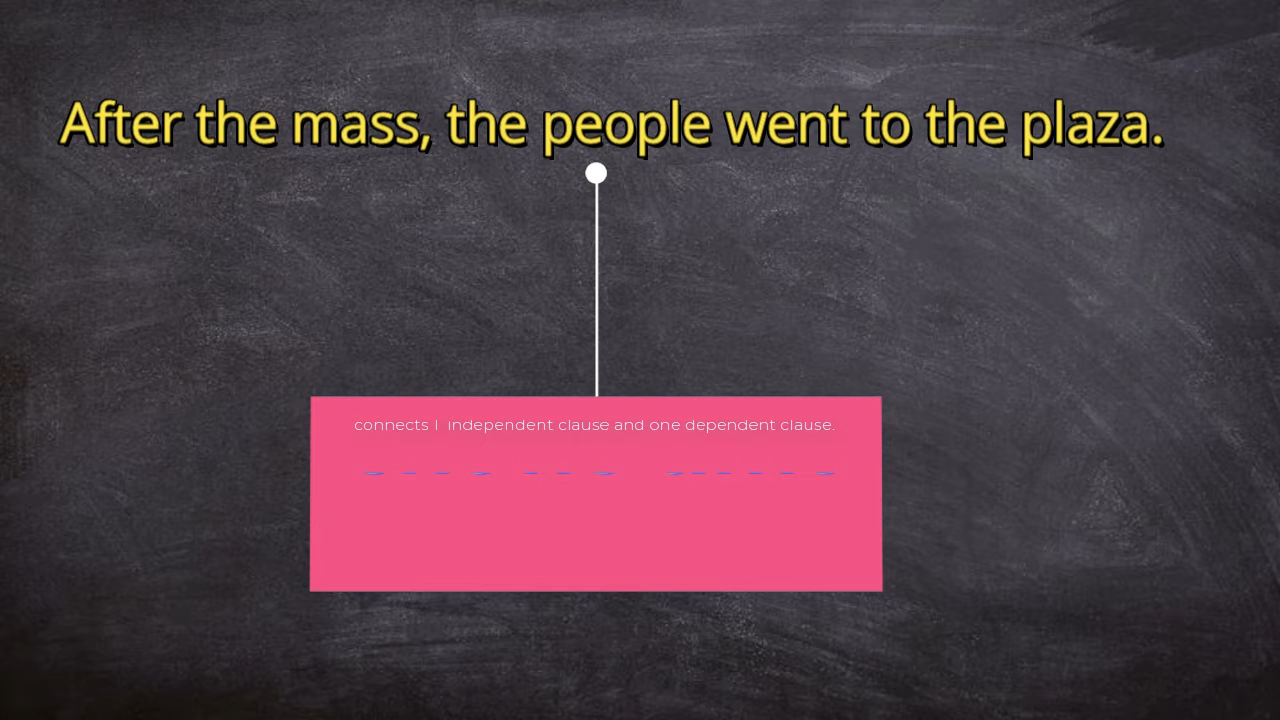 After the mass, the people went to the plaza.
connects 1 independent clause and one dependent clause.